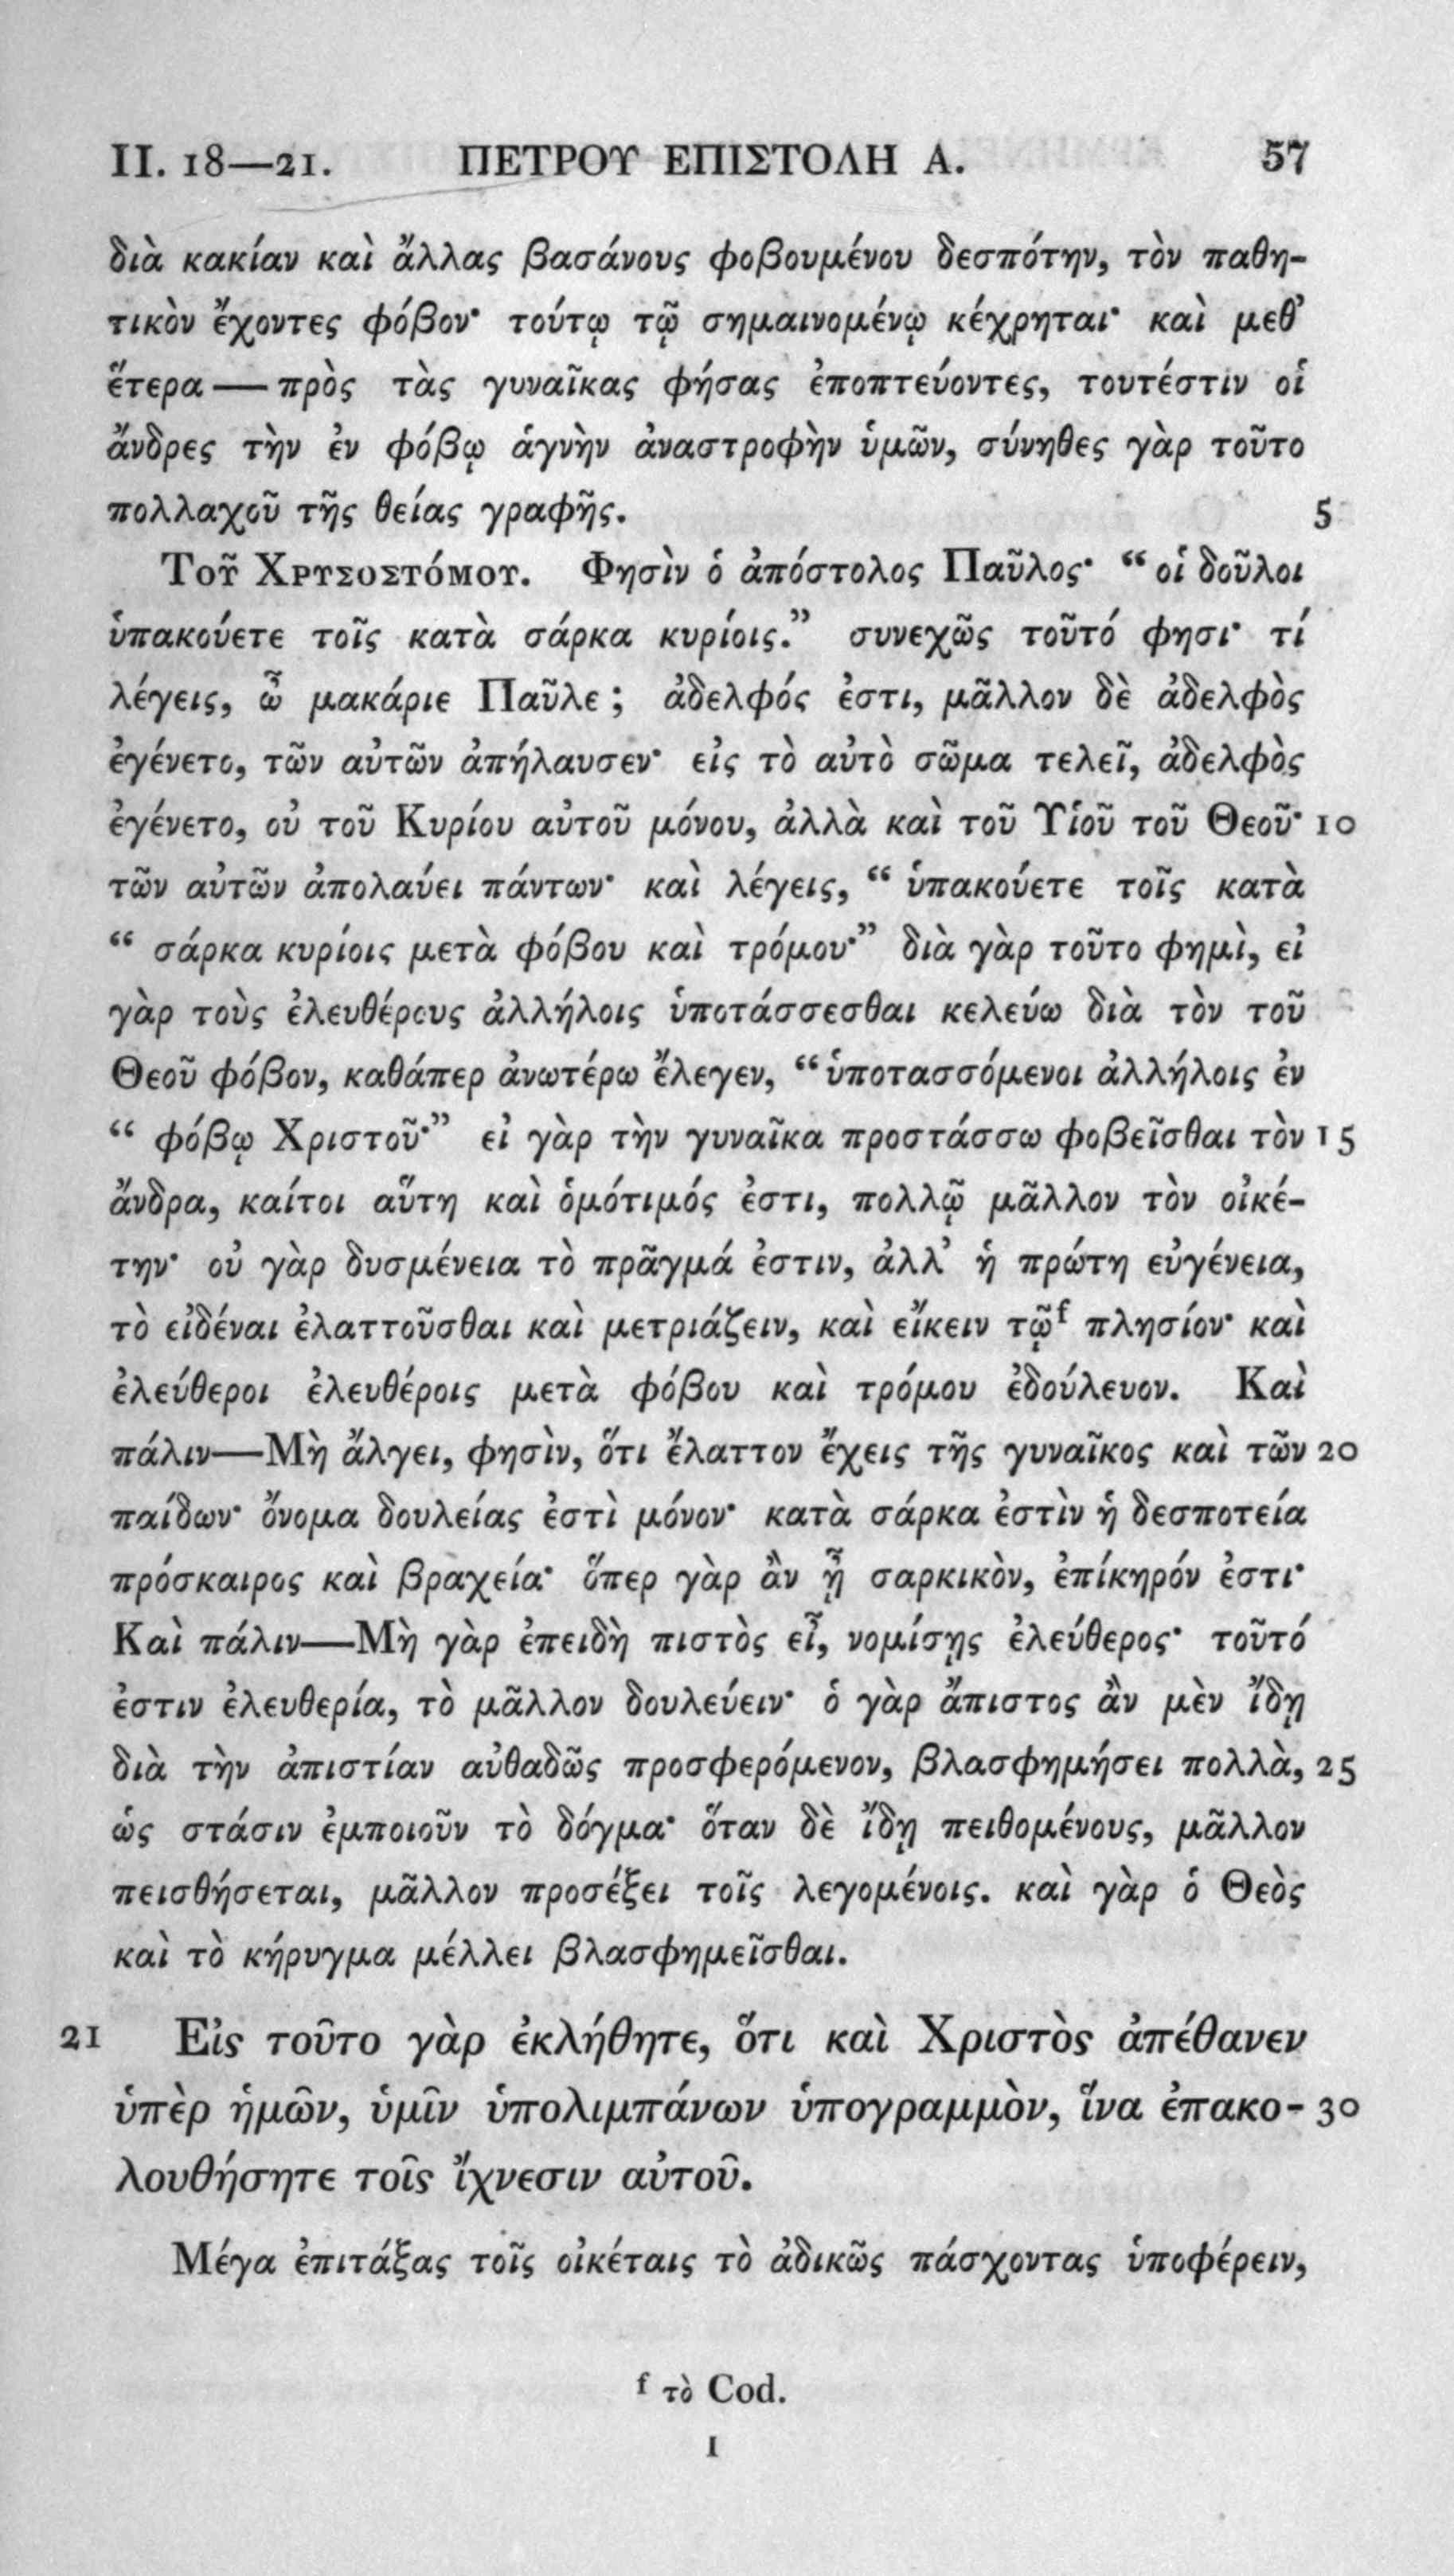 II. 18—21. ΠΕΤΡΟΥ ΕΠΙΣΤΟΛΗ Α. 57
διὰ κακίαν καὶ ἄλλας βασάνους φοβουμένου δεσπότην, τὸν παθη-
τικὸν ἔχοντες φόβον· τούτῳ τῷ σημαινομένῳ κέχρηται· καὶ μεθ’
ἕτερα — πρὸς τὰς γυναῖκας φήσας ἐποπτεύοντες, τουτέστιν οἱ
ἄνδρες τὴν ἐν φόβῳ ἁγνὴν ἀναστροφὴν ὑμῶν, σύνηθες γὰρ τοῦτο
πολλαχοῦ τῆς θείας γραφῆς. 5
Τοῦ Χρυσοστόμου. Φησὶν ὁ ἀπόστολος Παῦλος· “ οἱ δοῦλοι
ὑπακούετε τοῖς κατὰ σάρκα κυρίοις.” συνεχῶς τοῦτό φησι· τί
λέγεις, ὦ μακάριε Παῦλε ; ἀδελφός ἐστι, μᾶλλον δὲ ἀδελφὸς
ἐγένετο, τῶν αὐτῶν ἀπήλαυσεν· εἰς τὸ αὐτὸ σῶμα τελεῖ, ἀδελφὸς
ἐγένετο, οὐ τοῦ Κυρίου αὐτοῦ μόνου, ἀλλὰ καὶ τοῦ Υἱοῦ τοῦ Θεοῦ· 10
τῶν αὐτῶν ἀπολαύει πάντων· καὶ λέγεις, “ ὑπακούετε τοῖς κατὰ
“ σάρκα κυρίοις μετὰ φόβου καὶ τρόμου·” διὰ γὰρ τοῦτο φημὶ, εἰ
γὰρ τοὺς ἐλευθέρους ἀλλήλοις ὑποτάσσεσθαι κελεύω διὰ τὸν τοῦ
Θεοῦ φόβον, καθάπερ ἀνωτέρω ἔλεγεν, “ ὑποτασσόμενοι ἀλλήλοις ἐν
“ φόβῳ Χριστοῦ·” εἰ γὰρ τὴν γυναῖκα προστάσσω φοβεῖσθαι τὸν 15
ἄνδρα, καίτοι αὕτη καὶ ὁμότιμός ἐστι, πολλῷ μᾶλλον τὸν οἰκέ-
την· οὐ γὰρ δυσμένεια τὸ πρᾶγμά ἐστιν, ἀλλ’ ἡ πρώτη εὐγένεια,
τὸ εἰδέναι ἐλαττοῦσθαι καὶ μετριάζειν, καὶ εἴκειν τῷ f πλησίον· καὶ
ἐλεύθεροι ἐλευθέροις μετὰ φόβου καὶ τρόμου ἐδούλευον. Καὶ
πάλιν—Μὴ ἄλγει, φησὶν, ὅτι ἔλαττον ἔχεις τῆς γυναῖκος καὶ τῶν 20
παίδων· ὄνομα δουλείας ἐστὶ μόνον· κατὰ σάρκα ἐστὶν ἡ δεσποτεία
πρόσκαιρος καὶ βραχεία· ὅπερ γὰρ ἂν ᾖ σαρκικὸν, ἐπίκηρόν ἐστι·
Καὶ πάλιν—Μὴ γὰρ ἐπειδὴ πιστὸς εἶ, νομίσῃς ἐλεύθερος· τοῦτό
ἐστιν ἐλευθερία, τὸ μᾶλλον δουλεύειν· ὁ γὰρ ἄπιστος ἂν μὲν ἴδῃ
διὰ τὴν ἀπιστίαν αὐθαδῶς προσφερόμενον, βλασφημήσει πολλὰ, 25
ὡς στάσιν ἐμποιοῦν τὸ δόγμα· ὅταν δὲ ἴδῃ πειθομένους, μᾶλλον
πεισθήσεται, μᾶλλον προσέξει τοῖς λεγομένοις. καὶ γὰρ ὁ Θεὸς
καὶ τὸ κήρυγμα μέλλει βλασφημεῖσθαι.
21 Εἰς τοῦτο γὰρ ἐκλήθητε, ὅτι καὶ Χριστὸς ἀπέθανεν
ὑπὲρ ἡμῶν, ὑμῖν ὑπολιμπάνων ὑπογραμμὸν, ἵνα ἐπακο- 30
λουθήσητε τοῖς ἴχνεσιν αὐτοῦ.
Μέγα ἐπιτάξας τοῖς οἰκέταις τὸ ἀδικῶς πάσχοντας ὑποφέρειν,
f τὸ Cod.
I